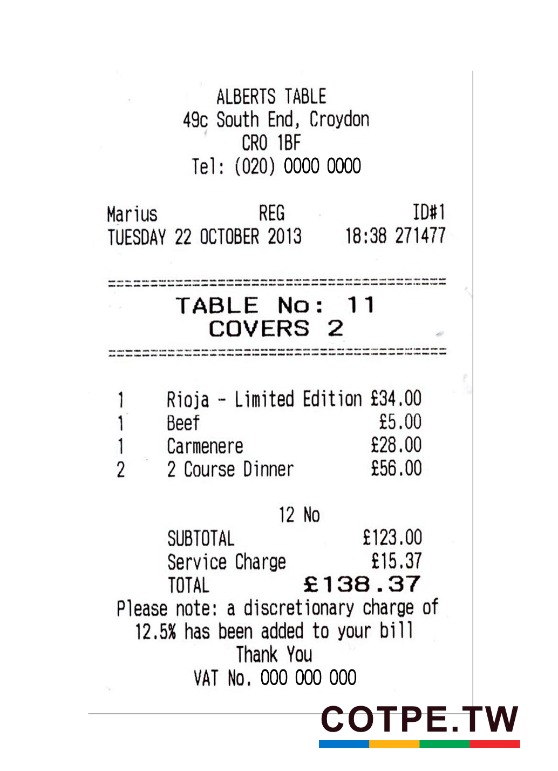 ALBERTS TABLE
49c South End, Croydon
CR0 1BF
Tel: (020) 0000 0000
Marius REG ID#1
TUESDAY 22 OCTOBER 2013 18:38 271477
TABLE No: 11
COVERS 2
1 Rioja - Limited Edition £34.00
1 Beef £5.00
1 Carmenere £28.00
2 2 Course Dinner £56.00
12 No
SUBTOTAL £123.00
Service Charge £15.37
TOTAL £138.37
Please note: a discretionary charge of
12.5% has been added to your bill
Thank You
VAT No. 000 000 000
COTPE.TW